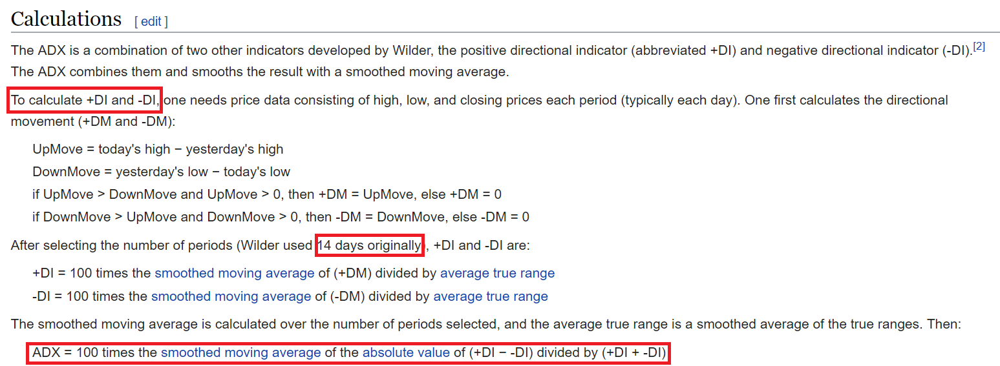 Calculations [ edit ]
The ADX is a combination of two other indicators developed by Wilder, the positive directional indicator (abbreviated +DI) and negative directional indicator (-DI).[2]
The ADX combines them and smooths the result with a smoothed moving average.
To calculate +DI and -DI, one needs price data consisting of high, low, and closing prices each period (typically each day). One first calculates the directional
movement (+DM and -DM):
UpMove = today's high − yesterday's high
DownMove = yesterday's low − today's low
if UpMove > DownMove and UpMove > 0, then +DM = UpMove, else +DM = 0
if DownMove > UpMove and DownMove > 0, then -DM = DownMove, else -DM = 0
After selecting the number of periods (Wilder used 14 days originally), +DI and -DI are:
+DI = 100 times the smoothed moving average of (+DM) divided by average true range
-DI = 100 times the smoothed moving average of (-DM) divided by average true range
The smoothed moving average is calculated over the number of periods selected, and the average true range is a smoothed average of the true ranges. Then:
ADX = 100 times the smoothed moving average of the absolute value of (+DI − -DI) divided by (+DI + -DI)